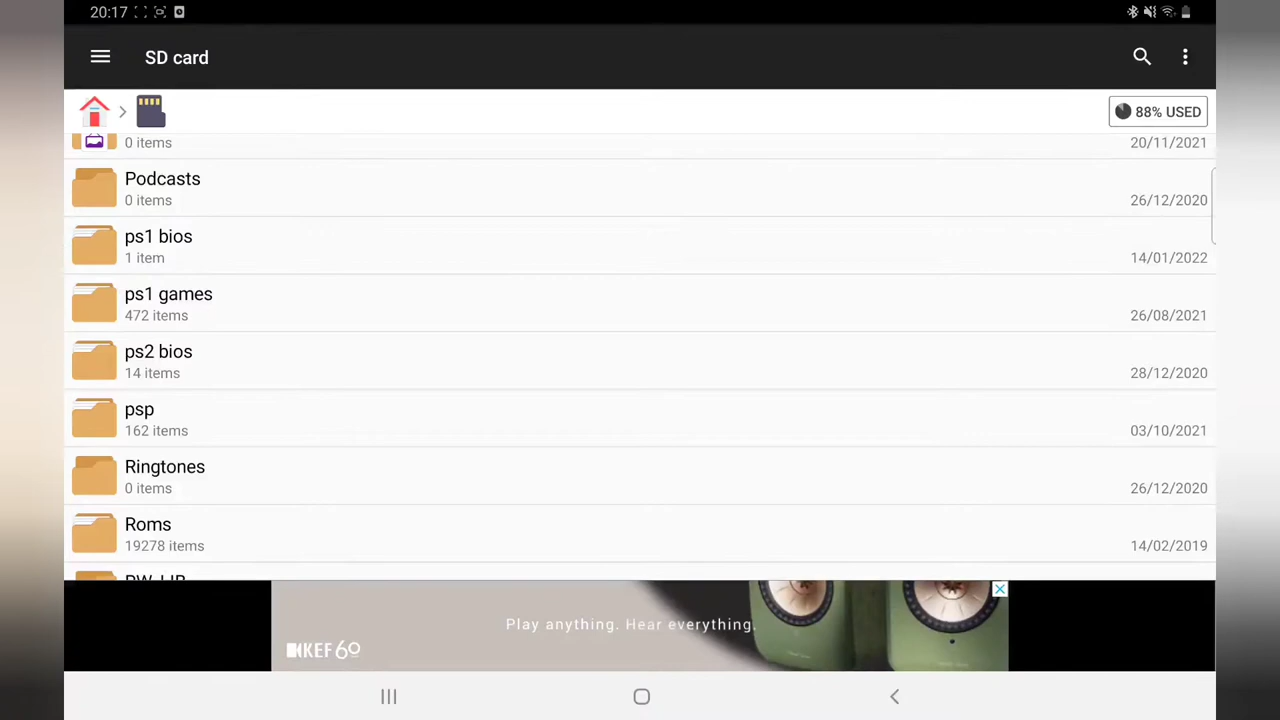 20:17
SD card
88% USED
0 items
20/11/2021
Podcasts
0 items
26/12/2020
ps1 bios
1 item
14/01/2022
ps1 games
472 items
26/08/2021
ps2 bios
14 items
28/12/2020
psp
162 items
03/10/2021
Ringtones
0 items
26/12/2020
Roms
19278 items
14/02/2019
Play anything. Hear everything.
KEF 60